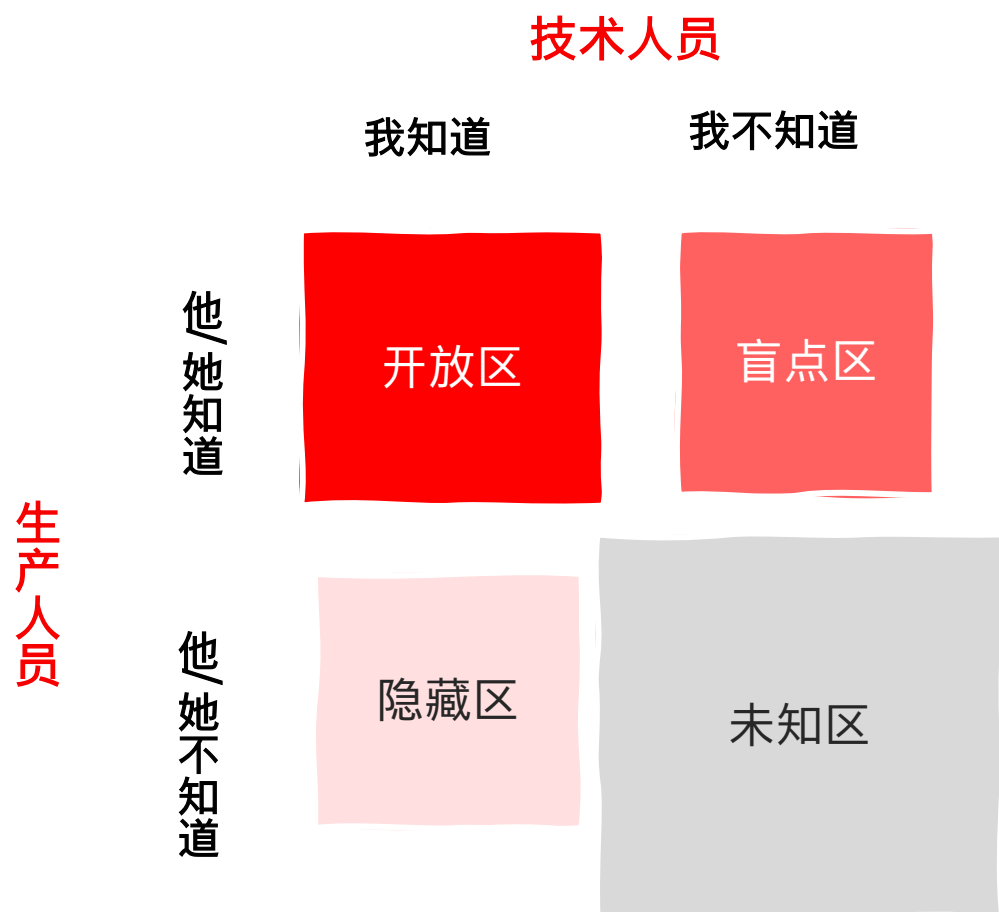 技术人员
我知道
我不知道
他/她知道
开放区
盲点区
生产人员
他/她不知道
隐藏区
未知区